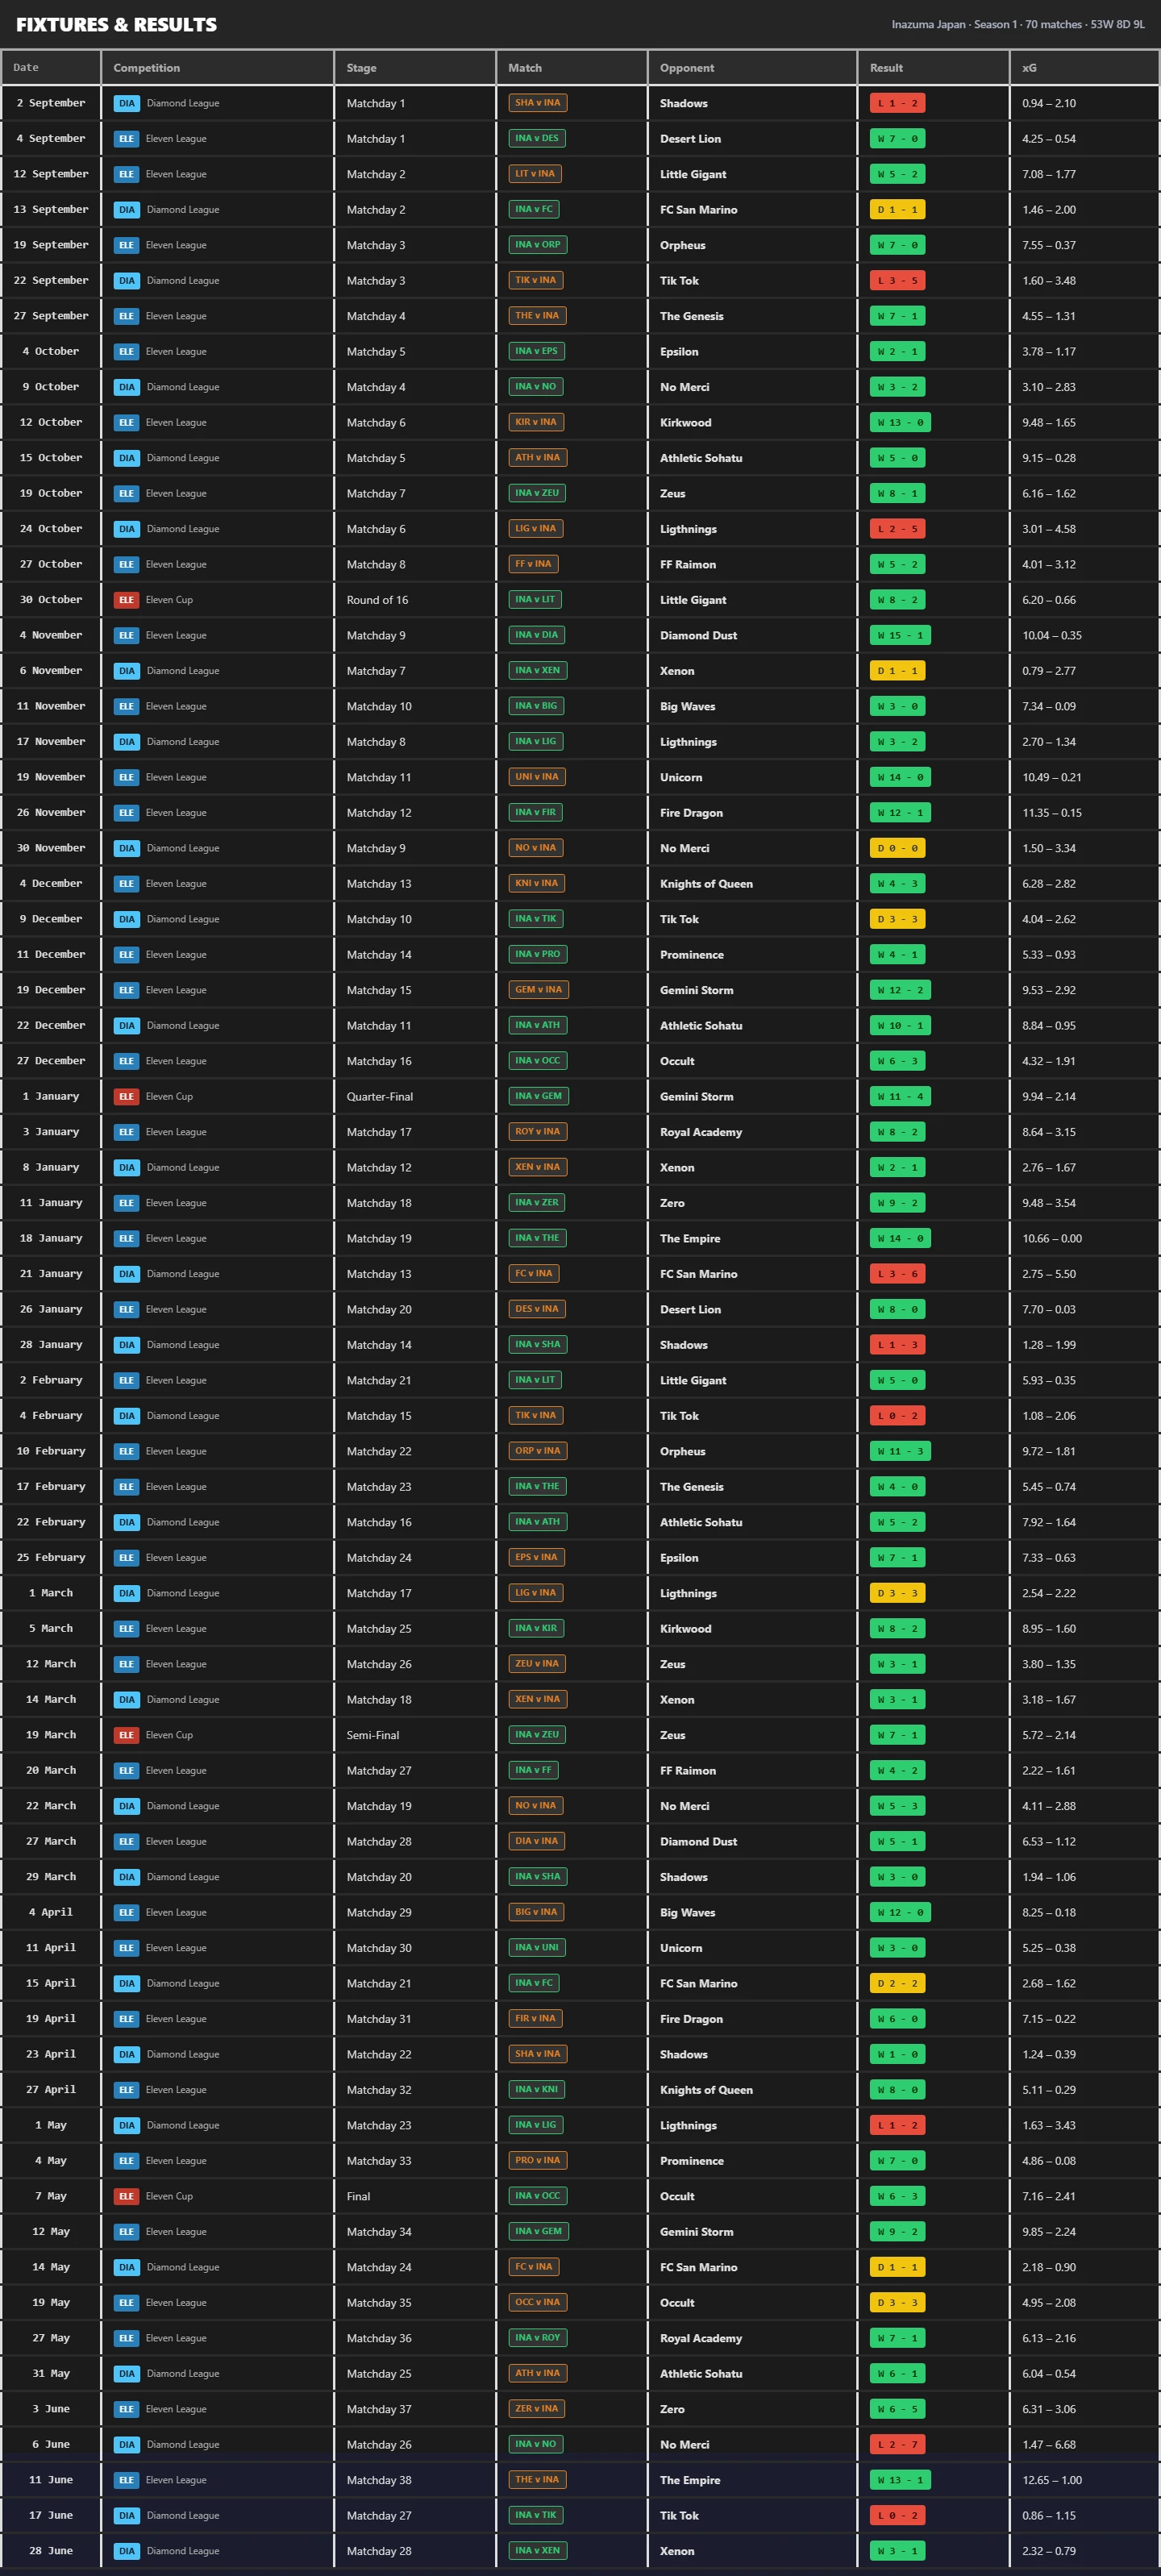 FIXTURES & RESULTS Inazuma Japan · Season 1 · 70 matches · 53W 8D 9L
Date Competition Stage Match Opponent Result xG
2 September DIA Diamond League Matchday 1 SHA v INA Shadows L 1 - 2 0.94 – 2.10
4 September ELE Eleven League Matchday 1 INA v DES Desert Lion W 7 - 0 4.25 – 0.54
12 September ELE Eleven League Matchday 2 LIT v INA Little Gigant W 5 - 2 7.08 – 1.77
13 September DIA Diamond League Matchday 2 INA v FC FC San Marino D 1 - 1 1.46 – 2.00
19 September ELE Eleven League Matchday 3 INA v ORP Orpheus W 7 - 0 7.55 – 0.37
22 September DIA Diamond League Matchday 3 TIK v INA Tik Tok L 3 - 5 1.60 – 3.48
27 September ELE Eleven League Matchday 4 THE v INA The Genesis W 7 - 1 4.55 – 1.31
4 October ELE Eleven League Matchday 5 INA v EPS Epsilon W 2 - 1 3.78 – 1.17
9 October DIA Diamond League Matchday 4 INA v NO No Merci W 3 - 2 3.10 – 2.83
12 October ELE Eleven League Matchday 6 KIR v INA Kirkwood W 13 - 0 9.48 – 1.65
15 October DIA Diamond League Matchday 5 ATH v INA Athletic Sohatu W 5 - 0 9.15 – 0.28
19 October ELE Eleven League Matchday 7 INA v ZEU Zeus W 8 - 1 6.16 – 1.62
24 October DIA Diamond League Matchday 6 LIG v INA Ligthnings L 2 - 5 3.01 – 4.58
27 October ELE Eleven League Matchday 8 FF v INA FF Raimon W 5 - 2 4.01 – 3.12
30 October ELE Eleven Cup Round of 16 INA v LIT Little Gigant W 8 - 2 6.20 – 0.66
4 November ELE Eleven League Matchday 9 INA v DIA Diamond Dust W 15 - 1 10.04 – 0.35
6 November DIA Diamond League Matchday 7 INA v XEN Xenon D 1 - 1 0.79 – 2.77
11 November ELE Eleven League Matchday 10 INA v BIG Big Waves W 3 - 0 7.34 – 0.09
17 November DIA Diamond League Matchday 8 INA v LIG Ligthnings W 3 - 2 2.70 – 1.34
19 November ELE Eleven League Matchday 11 UNI v INA Unicorn W 14 - 0 10.49 – 0.21
26 November ELE Eleven League Matchday 12 INA v FIR Fire Dragon W 12 - 1 11.35 – 0.15
30 November DIA Diamond League Matchday 9 NO v INA No Merci D 0 - 0 1.50 – 3.34
4 December ELE Eleven League Matchday 13 KNI v INA Knights of Queen W 4 - 3 6.28 – 2.82
9 December DIA Diamond League Matchday 10 INA v TIK Tik Tok D 3 - 3 4.04 – 2.62
11 December ELE Eleven League Matchday 14 INA v PRO Prominence W 4 - 1 5.33 – 0.93
19 December ELE Eleven League Matchday 15 GEM v INA Gemini Storm W 12 - 2 9.53 – 2.92
22 December DIA Diamond League Matchday 11 INA v ATH Athletic Sohatu W 10 - 1 8.84 – 0.95
27 December ELE Eleven League Matchday 16 INA v OCC Occult W 6 - 3 4.32 – 1.91
1 January ELE Eleven Cup Quarter-Final INA v GEM Gemini Storm W 11 - 4 9.94 – 2.14
3 January ELE Eleven League Matchday 17 ROY v INA Royal Academy W 8 - 2 8.64 – 3.15
8 January DIA Diamond League Matchday 12 XEN v INA Xenon W 2 - 1 2.76 – 1.67
11 January ELE Eleven League Matchday 18 INA v ZER Zero W 9 - 2 9.48 – 3.54
18 January ELE Eleven League Matchday 19 INA v THE The Empire W 14 - 0 10.66 – 0.00
21 January DIA Diamond League Matchday 13 FC v INA FC San Marino L 3 - 6 2.75 – 5.50
26 January ELE Eleven League Matchday 20 DES v INA Desert Lion W 8 - 0 7.70 – 0.03
28 January DIA Diamond League Matchday 14 INA v SHA Shadows L 1 - 3 1.28 – 1.99
2 February ELE Eleven League Matchday 21 INA v LIT Little Gigant W 5 - 0 5.93 – 0.35
4 February DIA Diamond League Matchday 15 TIK v INA Tik Tok L 0 - 2 1.08 – 2.06
10 February ELE Eleven League Matchday 22 ORP v INA Orpheus W 11 - 3 9.72 – 1.81
17 February ELE Eleven League Matchday 23 INA v THE The Genesis W 4 - 0 5.45 – 0.74
22 February DIA Diamond League Matchday 16 INA v ATH Athletic Sohatu W 5 - 2 7.92 – 1.64
25 February ELE Eleven League Matchday 24 EPS v INA Epsilon W 7 - 1 7.33 – 0.63
1 March DIA Diamond League Matchday 17 LIG v INA Ligthnings D 3 - 3 2.54 – 2.22
5 March ELE Eleven League Matchday 25 INA v KIR Kirkwood W 8 - 2 8.95 – 1.60
12 March ELE Eleven League Matchday 26 ZEU v INA Zeus W 3 - 1 3.80 – 1.35
14 March DIA Diamond League Matchday 18 XEN v INA Xenon W 3 - 1 3.18 – 1.67
19 March ELE Eleven Cup Semi-Final INA v ZEU Zeus W 7 - 1 5.72 – 2.14
20 March ELE Eleven League Matchday 27 INA v FF FF Raimon W 4 - 2 2.22 – 1.61
22 March DIA Diamond League Matchday 19 NO v INA No Merci W 5 - 3 4.11 – 2.88
27 March ELE Eleven League Matchday 28 DIA v INA Diamond Dust W 5 - 1 6.53 – 1.12
29 March DIA Diamond League Matchday 20 INA v SHA Shadows W 3 - 0 1.94 – 1.06
4 April ELE Eleven League Matchday 29 BIG v INA Big Waves W 12 - 0 8.25 – 0.18
11 April ELE Eleven League Matchday 30 INA v UNI Unicorn W 3 - 0 5.25 – 0.38
15 April DIA Diamond League Matchday 21 INA v FC FC San Marino D 2 - 2 2.68 – 1.62
19 April ELE Eleven League Matchday 31 FIR v INA Fire Dragon W 6 - 0 7.15 – 0.22
23 April DIA Diamond League Matchday 22 SHA v INA Shadows W 1 - 0 1.24 – 0.39
27 April ELE Eleven League Matchday 32 INA v KNI Knights of Queen W 8 - 0 5.11 – 0.29
1 May DIA Diamond League Matchday 23 INA v LIG Ligthnings L 1 - 2 1.63 – 3.43
4 May ELE Eleven League Matchday 33 PRO v INA Prominence W 7 - 0 4.86 – 0.08
7 May ELE Eleven Cup Final INA v OCC Occult W 6 - 3 7.16 – 2.41
12 May ELE Eleven League Matchday 34 INA v GEM Gemini Storm W 9 - 2 9.85 – 2.24
14 May DIA Diamond League Matchday 24 FC v INA FC San Marino D 1 - 1 2.18 – 0.90
19 May ELE Eleven League Matchday 35 OCC v INA Occult D 3 - 3 4.95 – 2.08
27 May ELE Eleven League Matchday 36 INA v ROY Royal Academy W 7 - 1 6.13 – 2.16
31 May DIA Diamond League Matchday 25 ATH v INA Athletic Sohatu W 6 - 1 6.04 – 0.54
3 June ELE Eleven League Matchday 37 ZER v INA Zero W 6 - 5 6.31 – 3.06
6 June DIA Diamond League Matchday 26 INA v NO No Merci L 2 - 7 1.47 – 6.68
11 June ELE Eleven League Matchday 38 THE v INA The Empire W 13 - 1 12.65 – 1.00
17 June DIA Diamond League Matchday 27 INA v TIK Tik Tok L 0 - 2 0.86 – 1.15
28 June DIA Diamond League Matchday 28 INA v XEN Xenon W 3 - 1 2.32 – 0.79